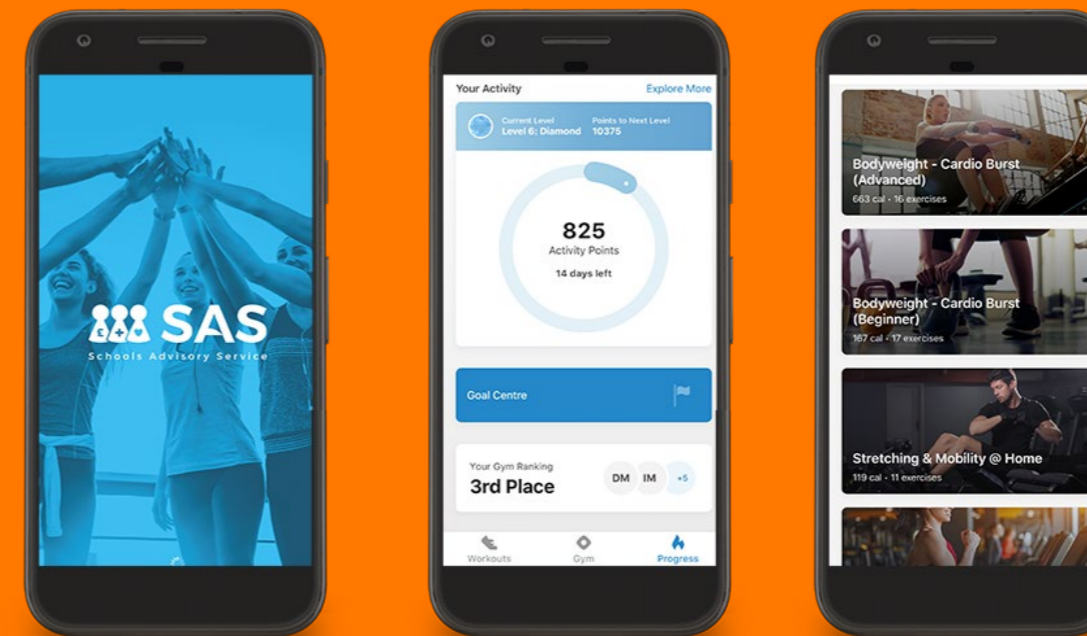 SAS
Schools Advisory Service
Your Activity
Explore More
Current Level
Points to Next Level
Level 6: Diamond
10375
825
Activity Points
14 days left
Goal Centre
Your Gym Ranking
3rd Place
DM
IM
+5
Workouts
Gym
Progress
Bodyweight - Cardio Burst
(Advanced)
663 cal • 16 exercises
Bodyweight - Cardio Burst
(Beginner)
167 cal • 17 exercises
Stretching & Mobility @ Home
119 cal • 11 exercises